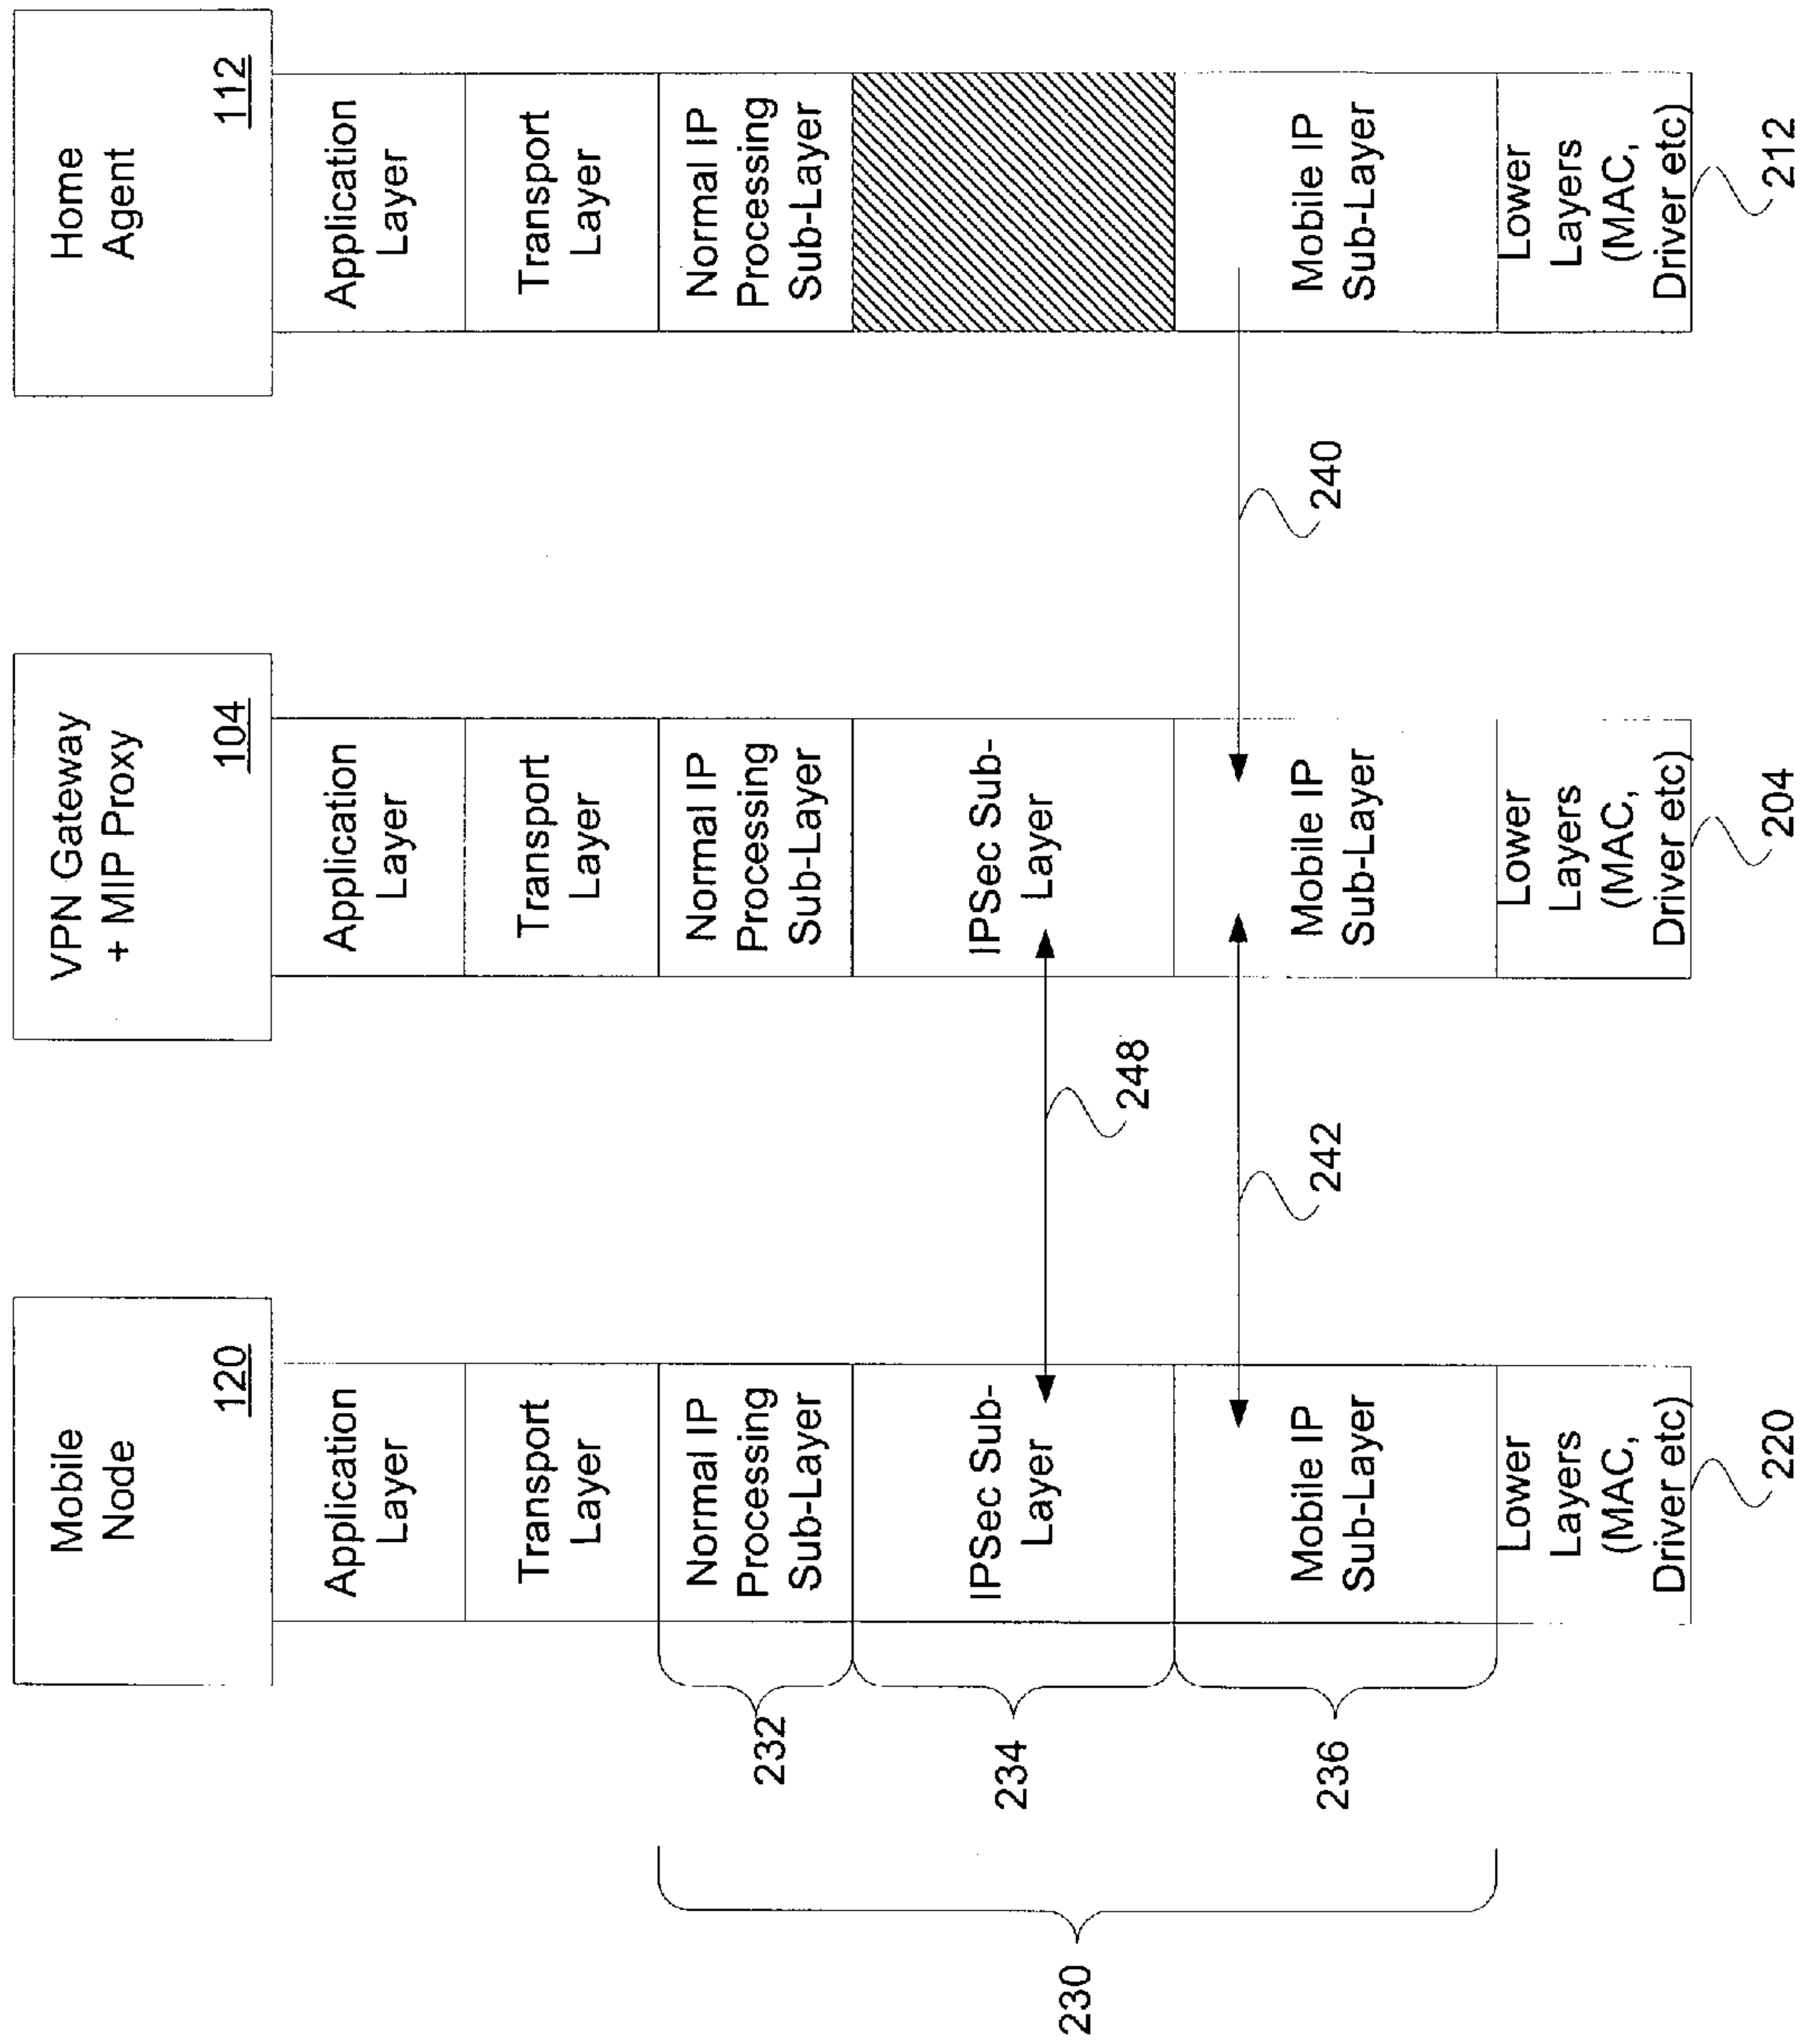 Mobile
Node
120
Application
Layer
Transport
Layer
Normal IP
Processing
Sub-Layer
IPSec Sub-
Layer
Mobile IP
Sub-Layer
Lower
Layers
(MAC,
Driver etc)
220
230
232
234
236
248
242
VPN Gateway
+ MIP Proxy
104
Application
Layer
Transport
Layer
Normal IP
Processing
Sub-Layer
IPSec Sub-
Layer
Mobile IP
Sub-Layer
Lower
Layers
(MAC,
Driver etc)
204
240
Home
Agent
112
Application
Layer
Transport
Layer
Normal IP
Processing
Sub-Layer
Mobile IP
Sub-Layer
Lower
Layers
(MAC,
Driver etc)
212